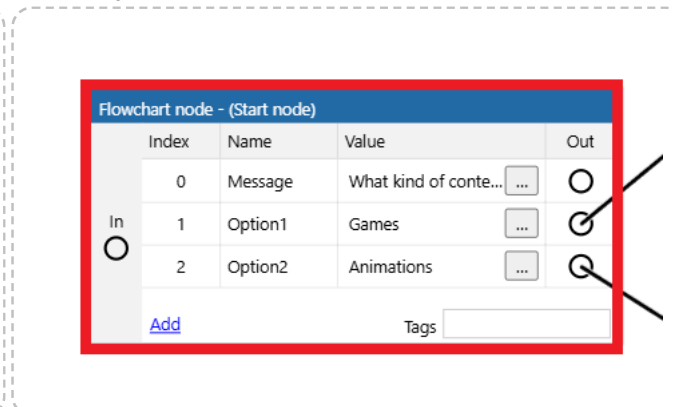 Flowchart node - (Start node)
Index Name Value Out
0 Message What kind of conte... ...
In
1 Option1 Games ...
2 Option2 Animations ...
Add Tags